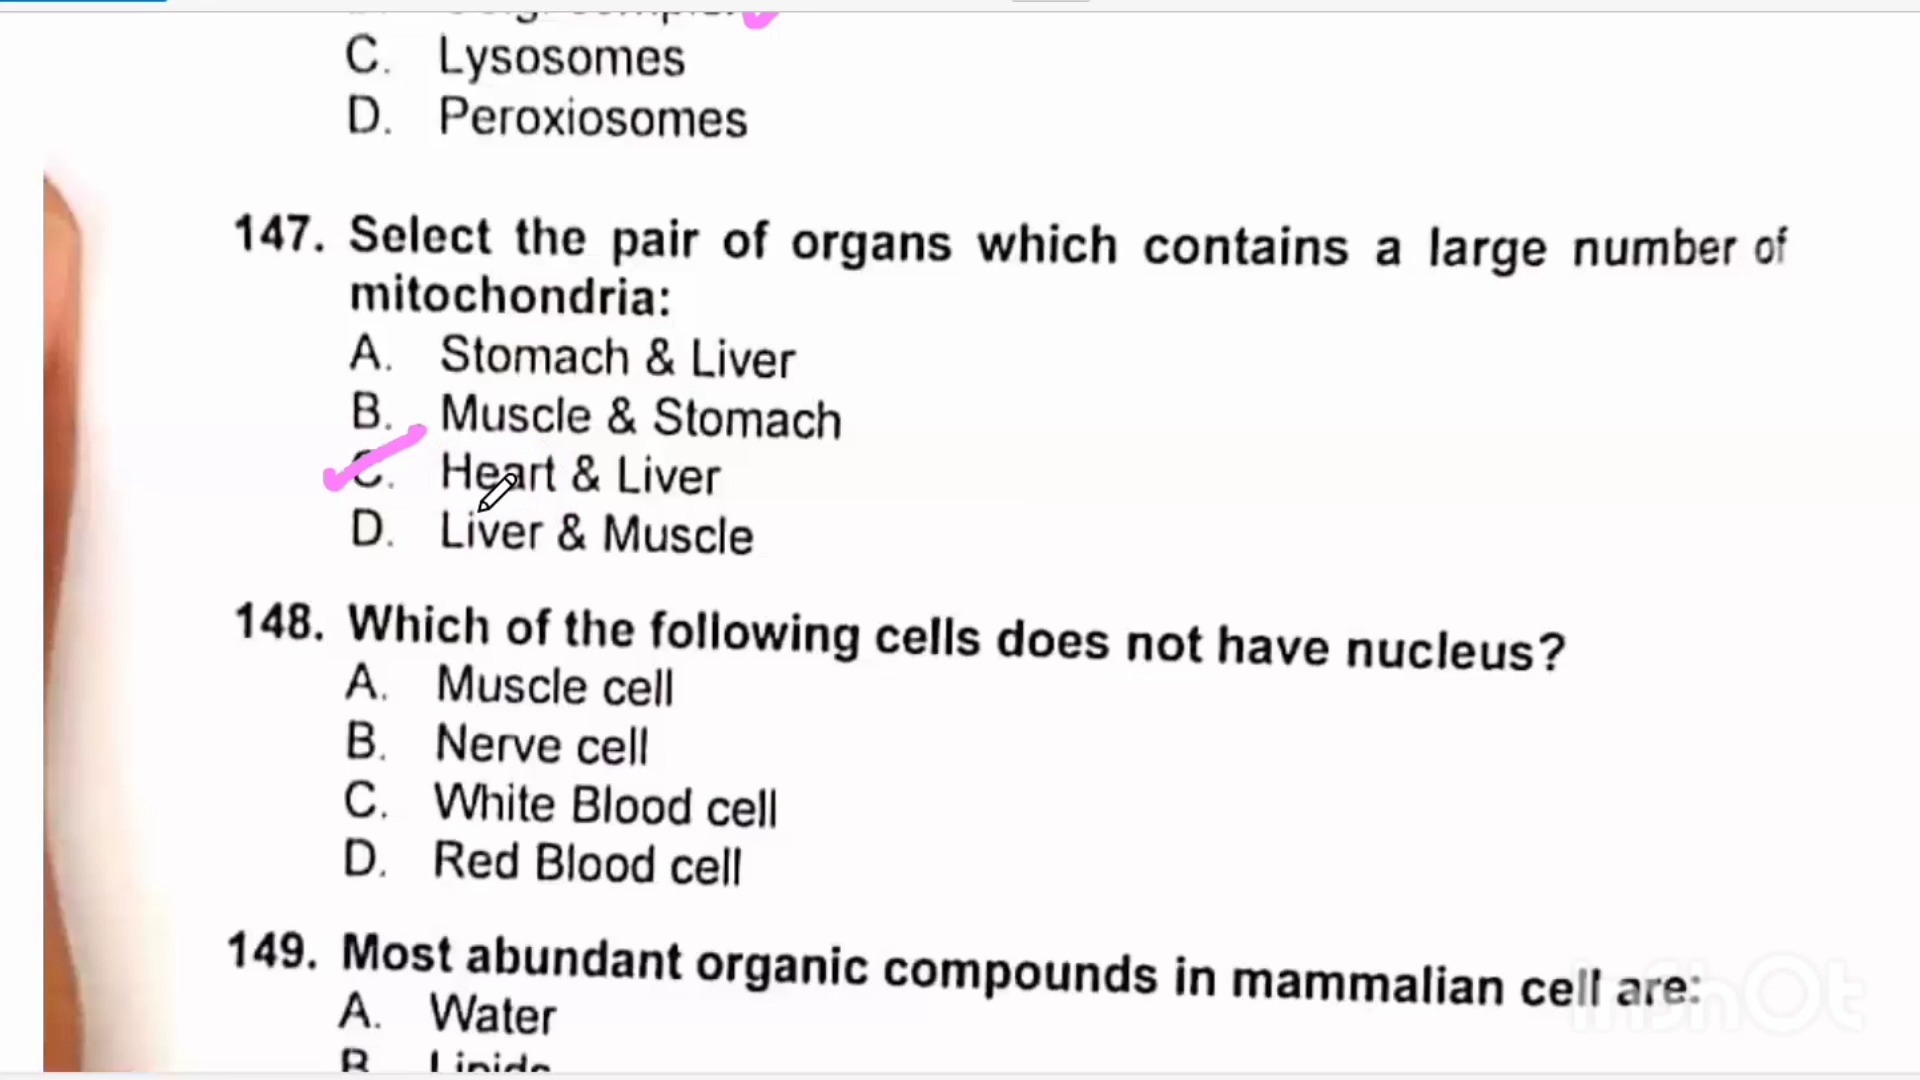 C. Lysosomes
D. Peroxiosomes
147. Select the pair of organs which contains a large number of
mitochondria:
A. Stomach & Liver
B. Muscle & Stomach
C. Heart & Liver
D. Liver & Muscle
148. Which of the following cells does not have nucleus?
A. Muscle cell
B. Nerve cell
C. White Blood cell
D. Red Blood cell
149. Most abundant organic compounds in mammalian cell are:
A. Water
B. Lipids
InShOt